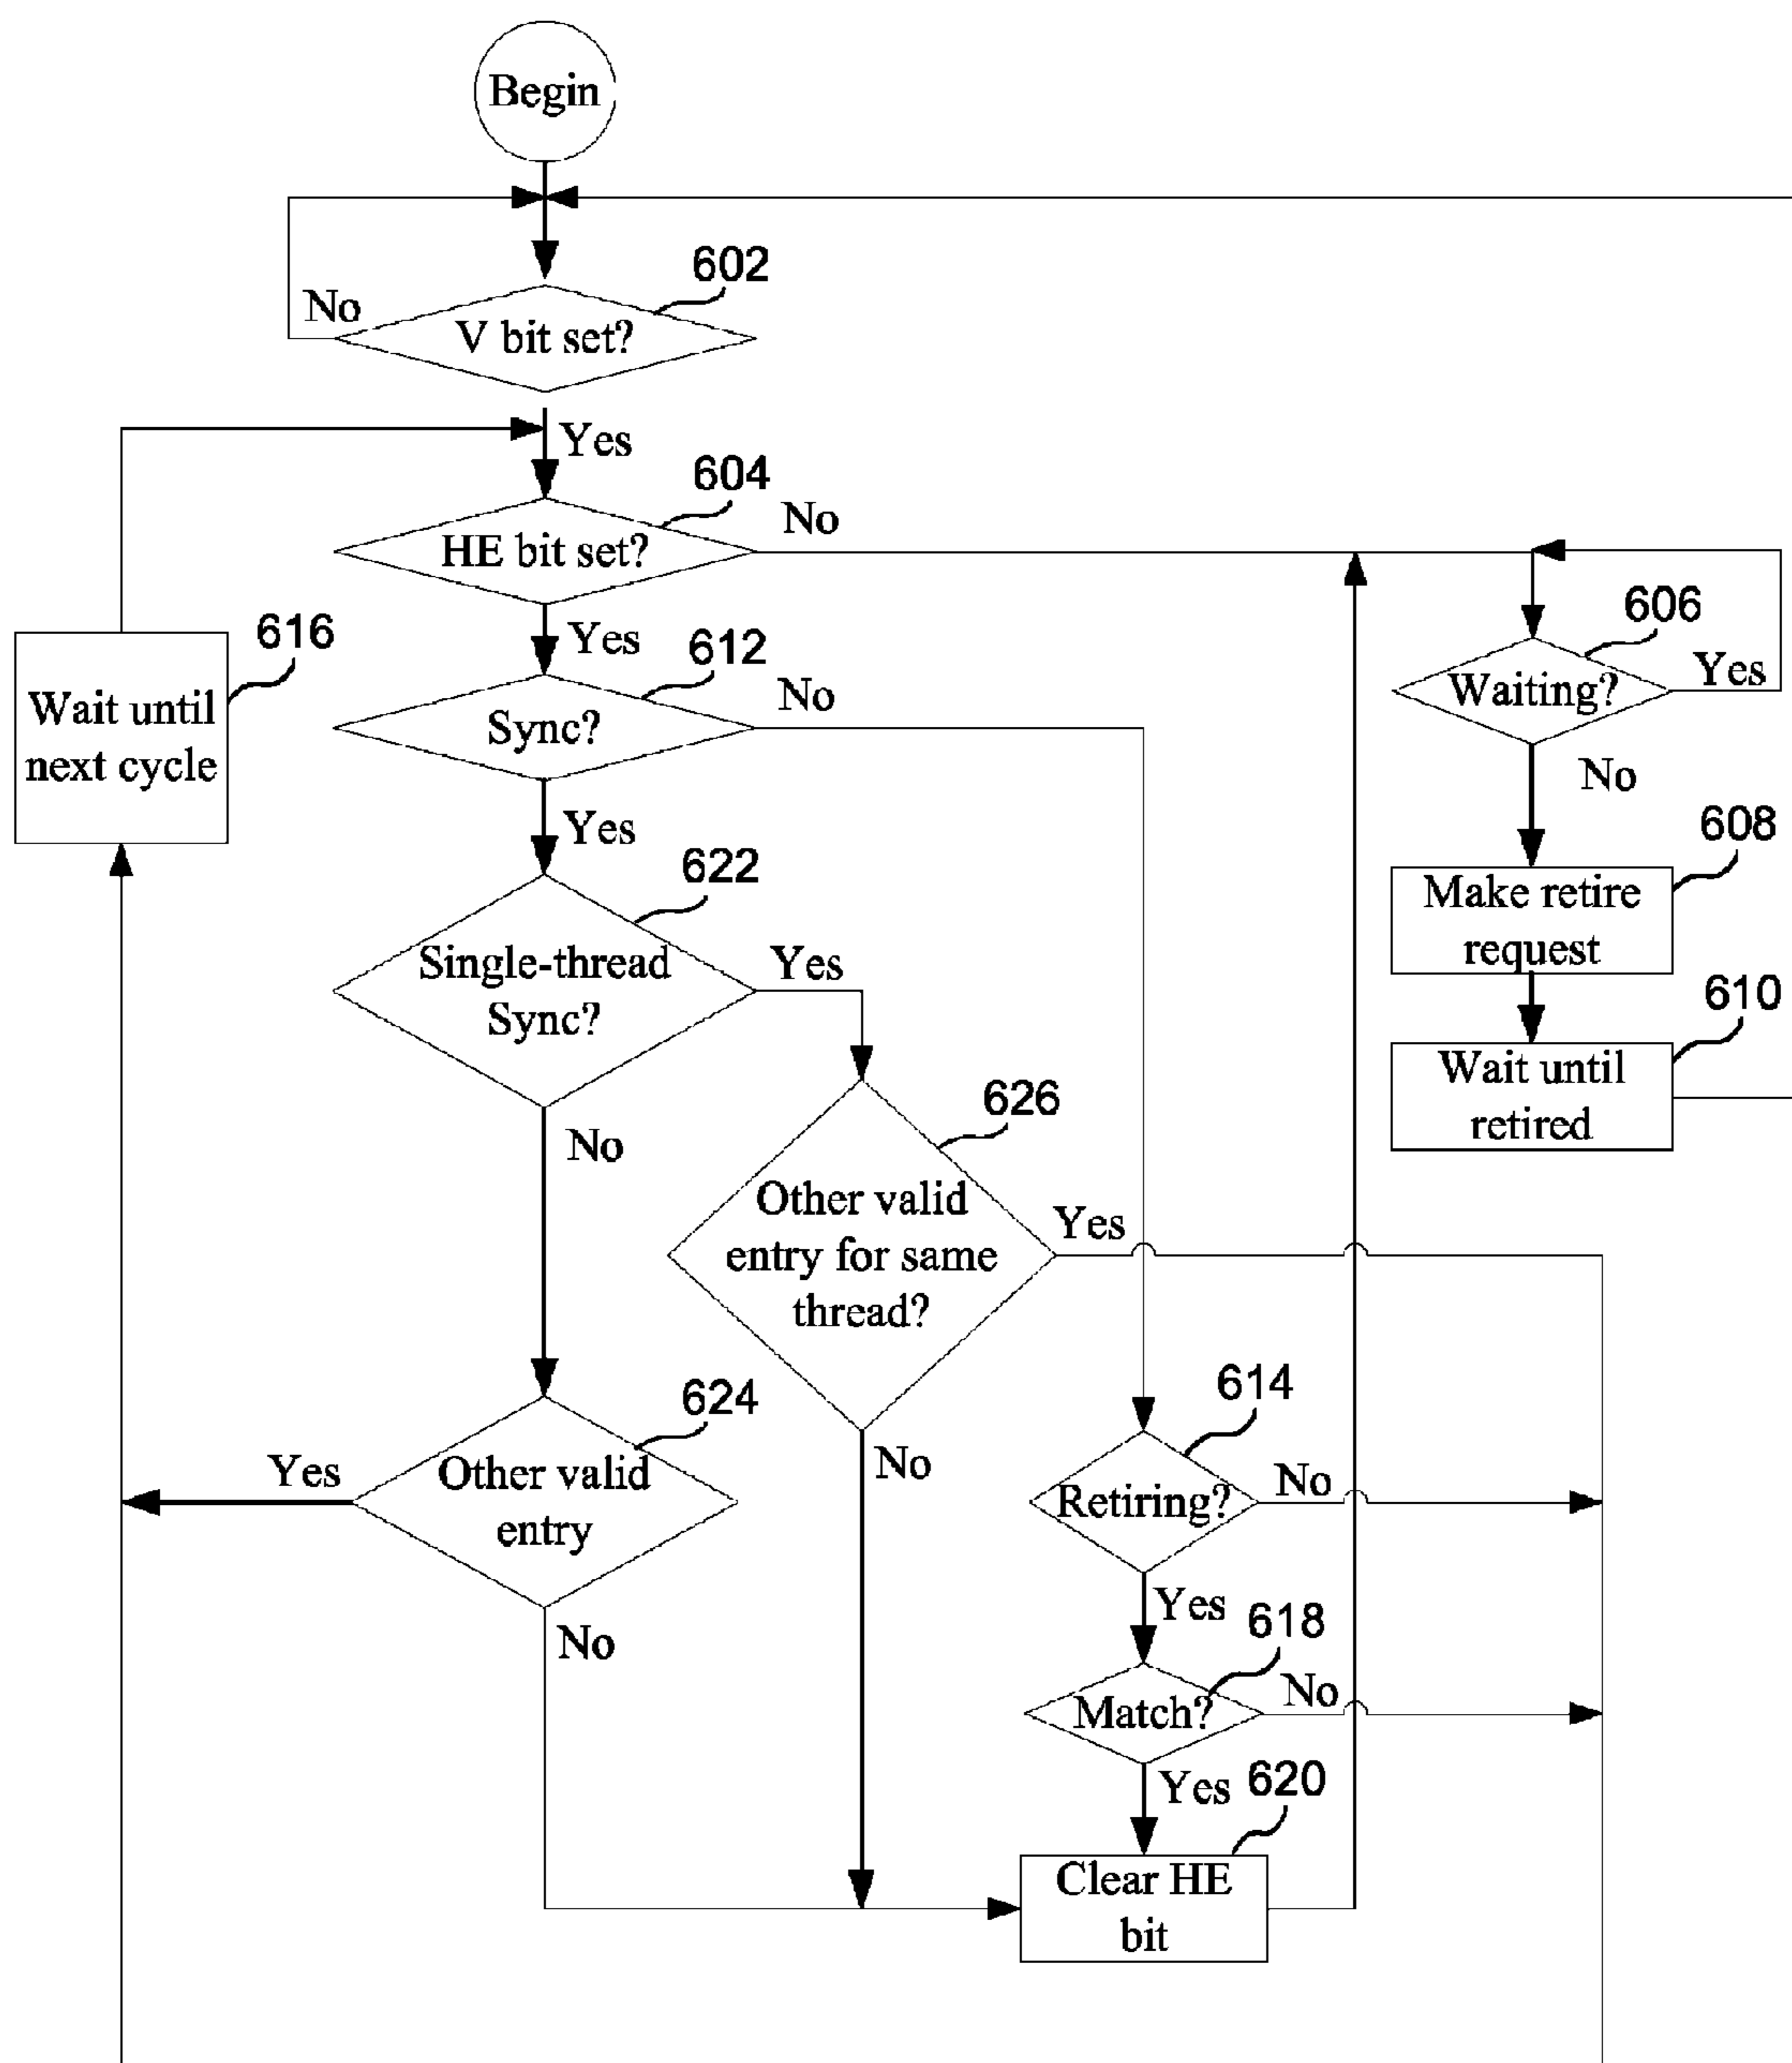 Begin
602
No
V bit set?
Yes
604
No
HE bit set?
616
Yes
612
No
606
Wait until
next cycle
Sync?
Waiting?
Yes
No
Yes
622
608
Single-thread
Sync?
Yes
Make retire
request
610
Wait until
retired
626
No
Other valid
entry for same
thread?
Yes
624
614
Yes
Other valid
entry
No
Retiring?
No
No
Yes
618
Match?
No
Yes
620
Clear HE
bit